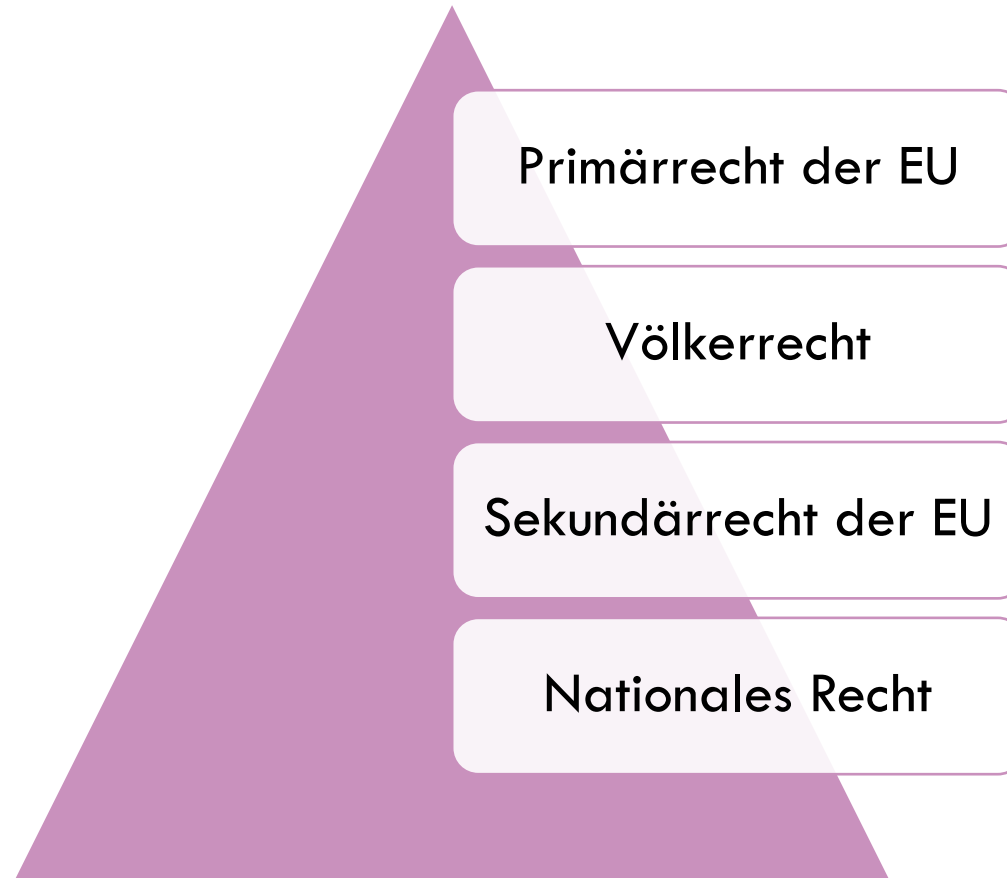 Primärrecht der EU
Völkerrecht
Sekundärrecht der EU
Nationales Recht